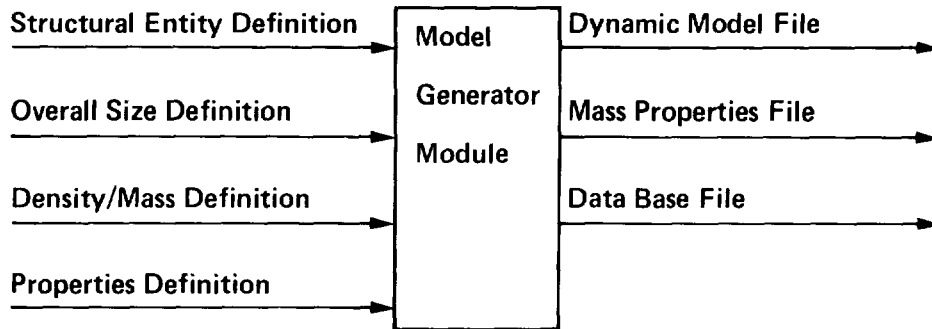 Structural Entity Definition
Overall Size Definition
Density/Mass Definition
Properties Definition
Model
Generator
Module
Dynamic Model File
Mass Properties File
Data Base File